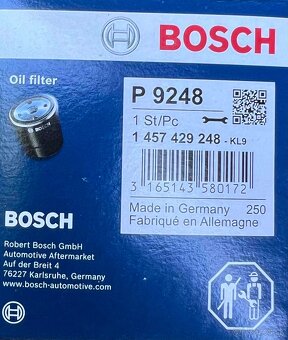 BOSCH
Oil filter
P 9248
1 St/Pc
1 457 429 248 - KL9
3 165143 580172
Made in Germany 250
Fabriqué en Allemagne
BOSCH
Robert Bosch GmbH
Automotive Aftermarket
Auf der Breit 4
76227 Karlsruhe, Germany
www.bosch-automotive.com